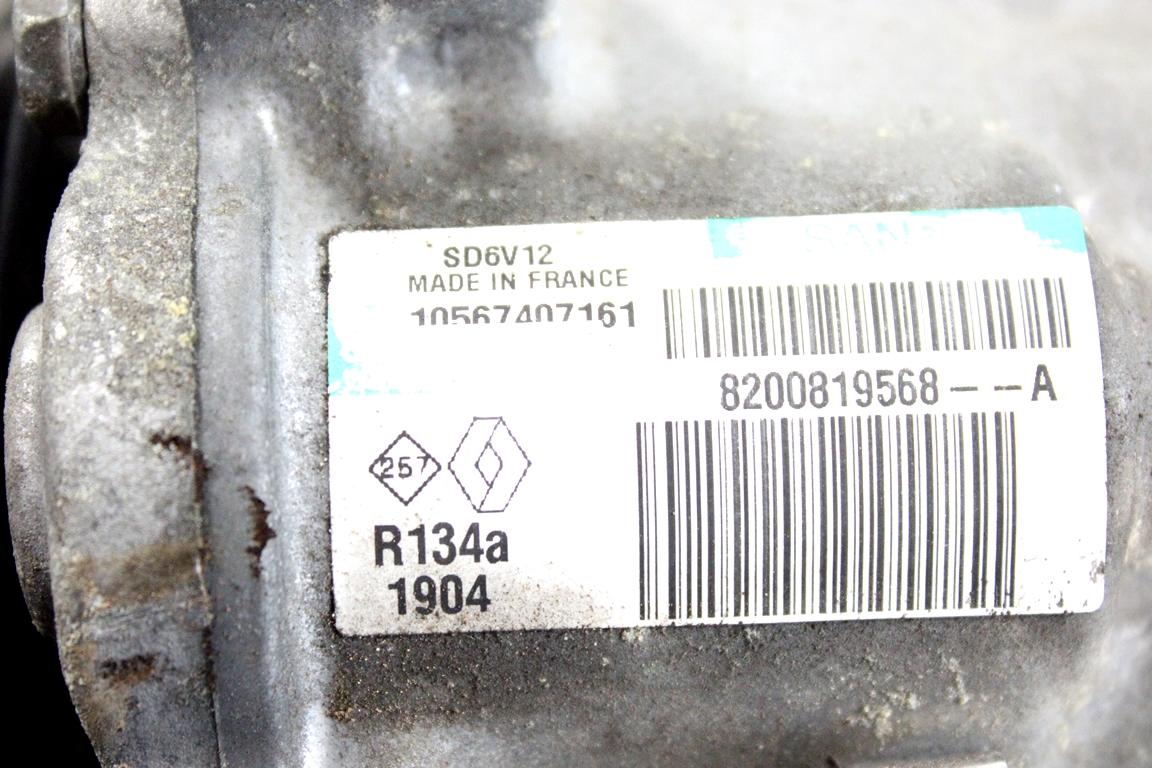 SD6V12
MADE IN FRANCE
10567407161
8200819568--A
257
R134a
1904